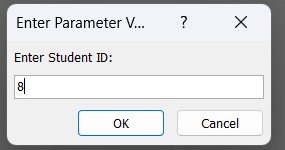 Enter Parameter V... ?
Enter Student ID:
8
OK Cancel